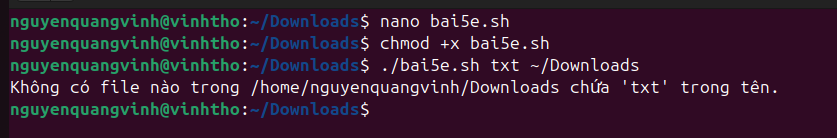 nguyenquangvinh@vinhtho:~/Downloads$ nano bai5e.sh
nguyenquangvinh@vinhtho:~/Downloads$ chmod +x bai5e.sh
nguyenquangvinh@vinhtho:~/Downloads$ ./bai5e.sh txt ~/Downloads
Không có file nào trong /home/nguyenquangvinh/Downloads chứa 'txt' trong tên.
nguyenquangvinh@vinhtho:~/Downloads$